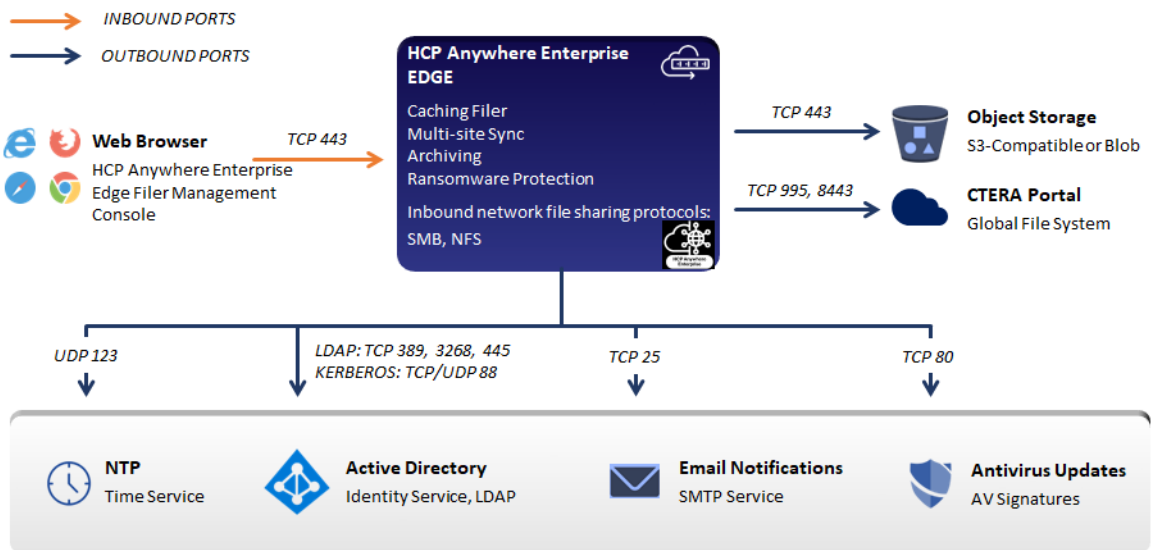 INBOUND PORTS
OUTBOUND PORTS
HCP Anywhere Enterprise
EDGE
Caching Filer
Multi-site Sync
Archiving
Ransomware Protection
Inbound network file sharing protocols:
SMB, NFS
HCP Anywhere
Enterprise
Web Browser
HCP Anywhere Enterprise
Edge Filer Management
Console
TCP 443
TCP 443
Object Storage
S3-Compatible or Blob
TCP 995, 8443
CTERA Portal
Global File System
UDP 123
LDAP: TCP 389, 3268, 445
KERBEROS: TCP/UDP 88
TCP 25
TCP 80
NTP
Time Service
Active Directory
Identity Service, LDAP
Email Notifications
SMTP Service
Antivirus Updates
AV Signatures